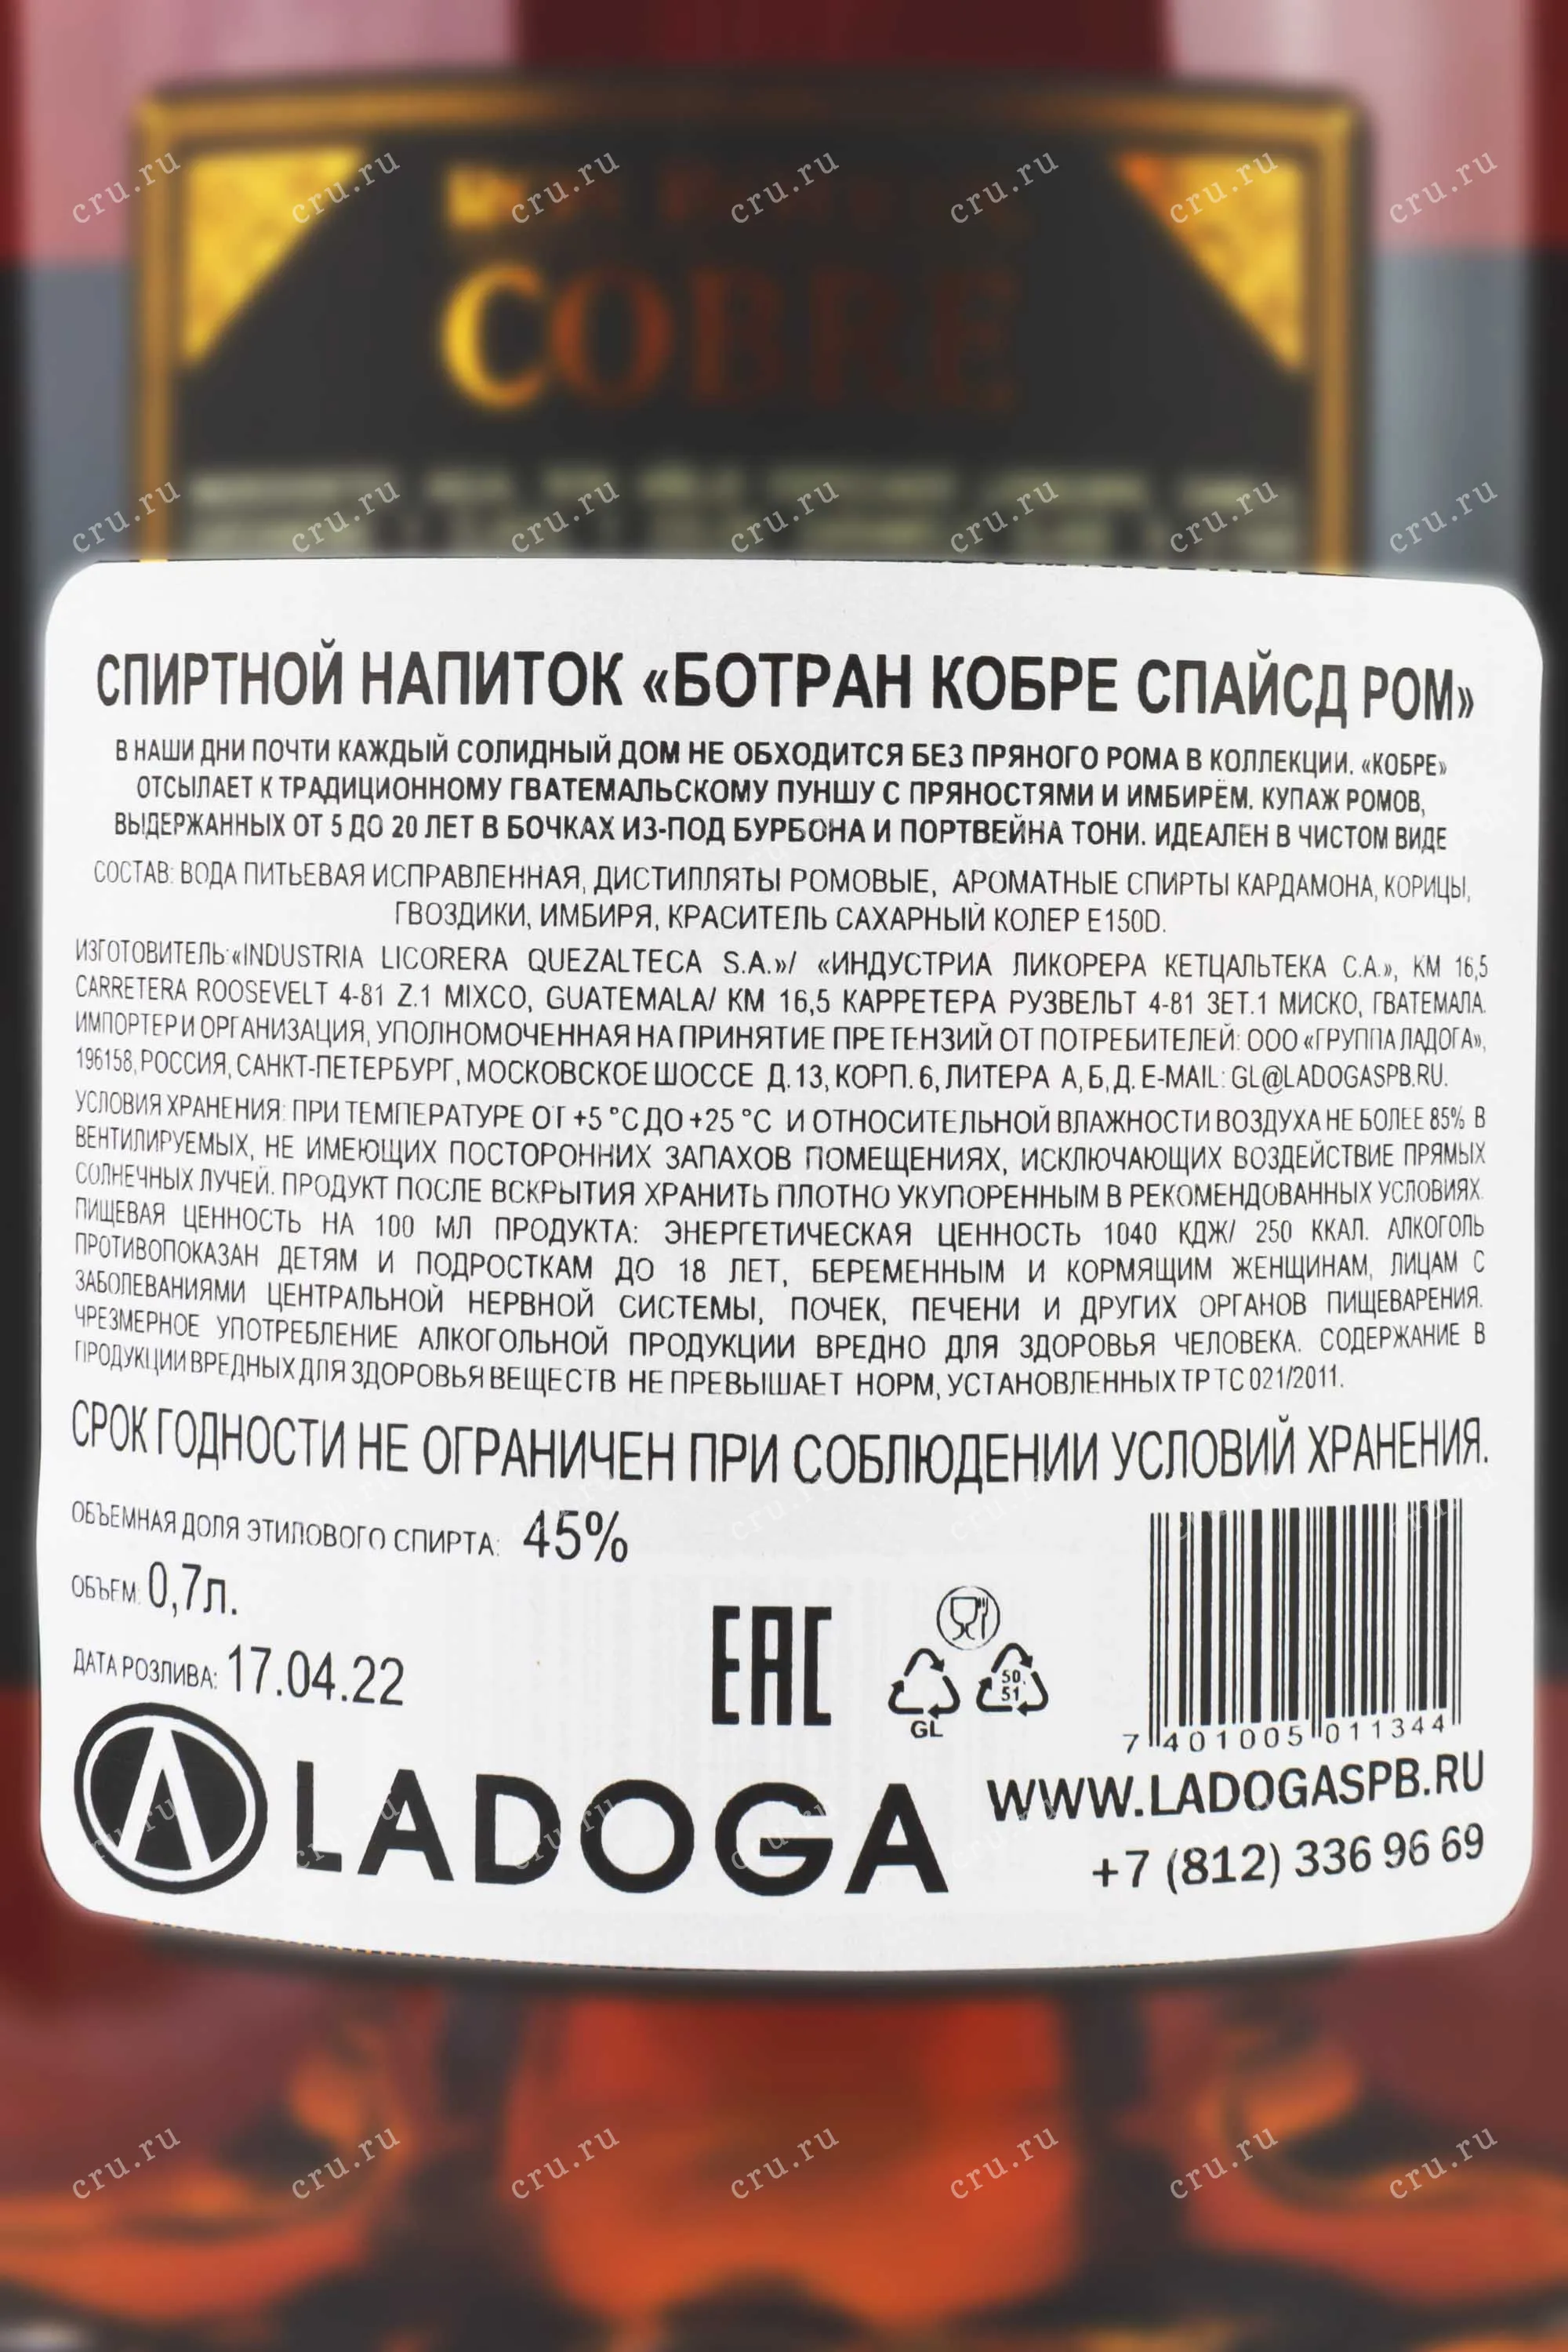 COBRE
СПИРТНОЙ НАПИТОК «БОТРАН КОБРЕ СПАЙСД РОМ»
В НАШИ ДНИ ПОЧТИ КАЖДЫЙ СОЛИДНЫЙ ДОМ НЕ ОБХОДИТСЯ БЕЗ ПРЯНОГО РОМА В КОЛЛЕКЦИИ. «КОБРЕ»
ОТСЫЛАЕТ К ТРАДИЦИОННОМУ ГВАТЕМАЛЬСКОМУ ПУНШУ С ПРЯНОСТЯМИ И ИМБИРЁМ. КУПАЖ РОМОВ,
ВЫДЕРЖАННЫХ ОТ 5 ДО 20 ЛЕТ В БОЧКАХ ИЗ-ПОД БУРБОНА И ПОРТВЕЙНА ТОНИ. ИДЕАЛЕН В ЧИСТОМ ВИДЕ
СОСТАВ: ВОДА ПИТЬЕВАЯ ИСПРАВЛЕННАЯ, ДИСТИЛЛЯТЫ РОМОВЫЕ, АРОМАТНЫЕ СПИРТЫ КАРДАМОНА, КОРИЦЫ,
ГВОЗДИКИ, ИМБИРЯ, КРАСИТЕЛЬ САХАРНЫЙ КОЛЕР Е150D.
ИЗГОТОВИТЕЛЬ:«INDUSTRIA LICORERA QUEZALTECA S.A.»/ «ИНДУСТРИА ЛИКОРЕРА КЕТЦАЛЬТЕКА С.А.», КМ 16,5
CARRETERA ROOSEVELT 4-81 Z.1 MIXCO, GUATEMALA/ КМ 16,5 КАРРЕТЕРА РУЗВЕЛЬТ 4-81 ЗЕТ.1 МИСКО, ГВАТЕМАЛА.
ИМПОРТЕР И ОРГАНИЗАЦИЯ, УПОЛНОМОЧЕННАЯ НА ПРИНЯТИЕ ПРЕТЕНЗИЙ ОТ ПОТРЕБИТЕЛЕЙ: ООО «ГРУППА ЛАДОГА»,
196158, РОССИЯ, САНКТ-ПЕТЕРБУРГ, МОСКОВСКОЕ ШОССЕ Д.13, КОРП. 6, ЛИТЕРА А, Б, Д. E-MAIL: GL@LADOGASPB.RU.
УСЛОВИЯ ХРАНЕНИЯ: ПРИ ТЕМПЕРАТУРЕ ОТ +5 °С ДО +25 °С И ОТНОСИТЕЛЬНОЙ ВЛАЖНОСТИ ВОЗДУХА НЕ БОЛЕЕ 85% В
ВЕНТИЛИРУЕМЫХ, НЕ ИМЕЮЩИХ ПОСТОРОННИХ ЗАПАХОВ ПОМЕЩЕНИЯХ, ИСКЛЮЧАЮЩИХ ВОЗДЕЙСТВИЕ ПРЯМЫХ
СОЛНЕЧНЫХ ЛУЧЕЙ. ПРОДУКТ ПОСЛЕ ВСКРЫТИЯ ХРАНИТЬ ПЛОТНО УКУПОРЕННЫМ В РЕКОМЕНДОВАННЫХ УСЛОВИЯХ.
ПИЩЕВАЯ ЦЕННОСТЬ НА 100 МЛ ПРОДУКТА: ЭНЕРГЕТИЧЕСКАЯ ЦЕННОСТЬ 1040 КДЖ/ 250 ККАЛ. АЛКОГОЛЬ
ПРОТИВОПОКАЗАН ДЕТЯМ И ПОДРОСТКАМ ДО 18 ЛЕТ, БЕРЕМЕННЫМ И КОРМЯЩИМ ЖЕНЩИНАМ, ЛИЦАМ С
ЗАБОЛЕВАНИЯМИ ЦЕНТРАЛЬНОЙ НЕРВНОЙ СИСТЕМЫ, ПОЧЕК, ПЕЧЕНИ И ДРУГИХ ОРГАНОВ ПИЩЕВАРЕНИЯ.
ЧРЕЗМЕРНОЕ УПОТРЕБЛЕНИЕ АЛКОГОЛЬНОЙ ПРОДУКЦИИ ВРЕДНО ДЛЯ ЗДОРОВЬЯ ЧЕЛОВЕКА. СОДЕРЖАНИЕ В
ПРОДУКЦИИ ВРЕДНЫХ ДЛЯ ЗДОРОВЬЯ ВЕЩЕСТВ НЕ ПРЕВЫШАЕТ НОРМ, УСТАНОВЛЕННЫХ ТР ТС 021/2011.
СРОК ГОДНОСТИ НЕ ОГРАНИЧЕН ПРИ СОБЛЮДЕНИИ УСЛОВИЙ ХРАНЕНИЯ.
ОБЪЕМНАЯ ДОЛЯ ЭТИЛОВОГО СПИРТА: 45%
ОБЪЕМ: 0,7л.
ДАТА РОЗЛИВА: 17.04.22
EAC
GL
50
51
7 401005 011344
LADOGA
WWW.LADOGASPB.RU
+7 (812) 336 96 69
cru.ru